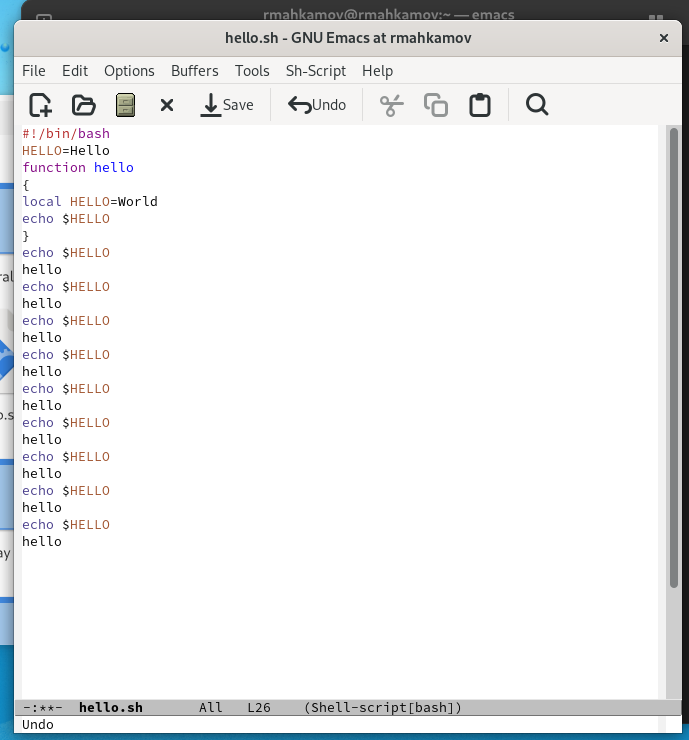 rmahkamov@rmahkamov:~ — emacs
hello.sh - GNU Emacs at rmahkamov
File Edit Options Buffers Tools Sh-Script Help
Save Undo
#!/bin/bash
HELLO=Hello
function hello
{
local HELLO=World
echo $HELLO
}
echo $HELLO
hello
echo $HELLO
hello
echo $HELLO
hello
echo $HELLO
hello
echo $HELLO
hello
echo $HELLO
hello
echo $HELLO
hello
echo $HELLO
hello
echo $HELLO
hello
-:**- hello.sh All L26 (Shell-script[bash])
Undo